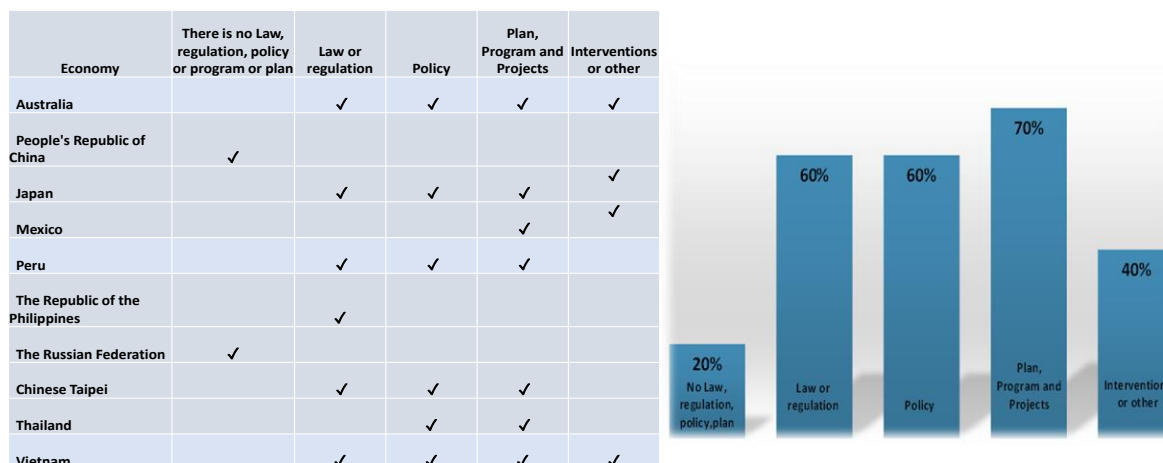 There is no Law,
regulation, policy
or program or plan
Law or
regulation
Policy
Plan,
Program and
Projects
Interventions
or other
Economy
Australia ✓ ✓ ✓ ✓
People's Republic of
China ✓
Japan ✓ ✓ ✓ ✓
Mexico ✓ ✓
Peru ✓ ✓ ✓
The Republic of the
Philippines ✓
The Russian Federation ✓
Chinese Taipei ✓ ✓ ✓
Thailand ✓ ✓
Vietnam ✓ ✓ ✓ ✓
20%
No Law,
regulation,
policy,plan
60%
Law or
regulation
60%
Policy
70%
Plan,
Program and
Projects
40%
Intervention
or other